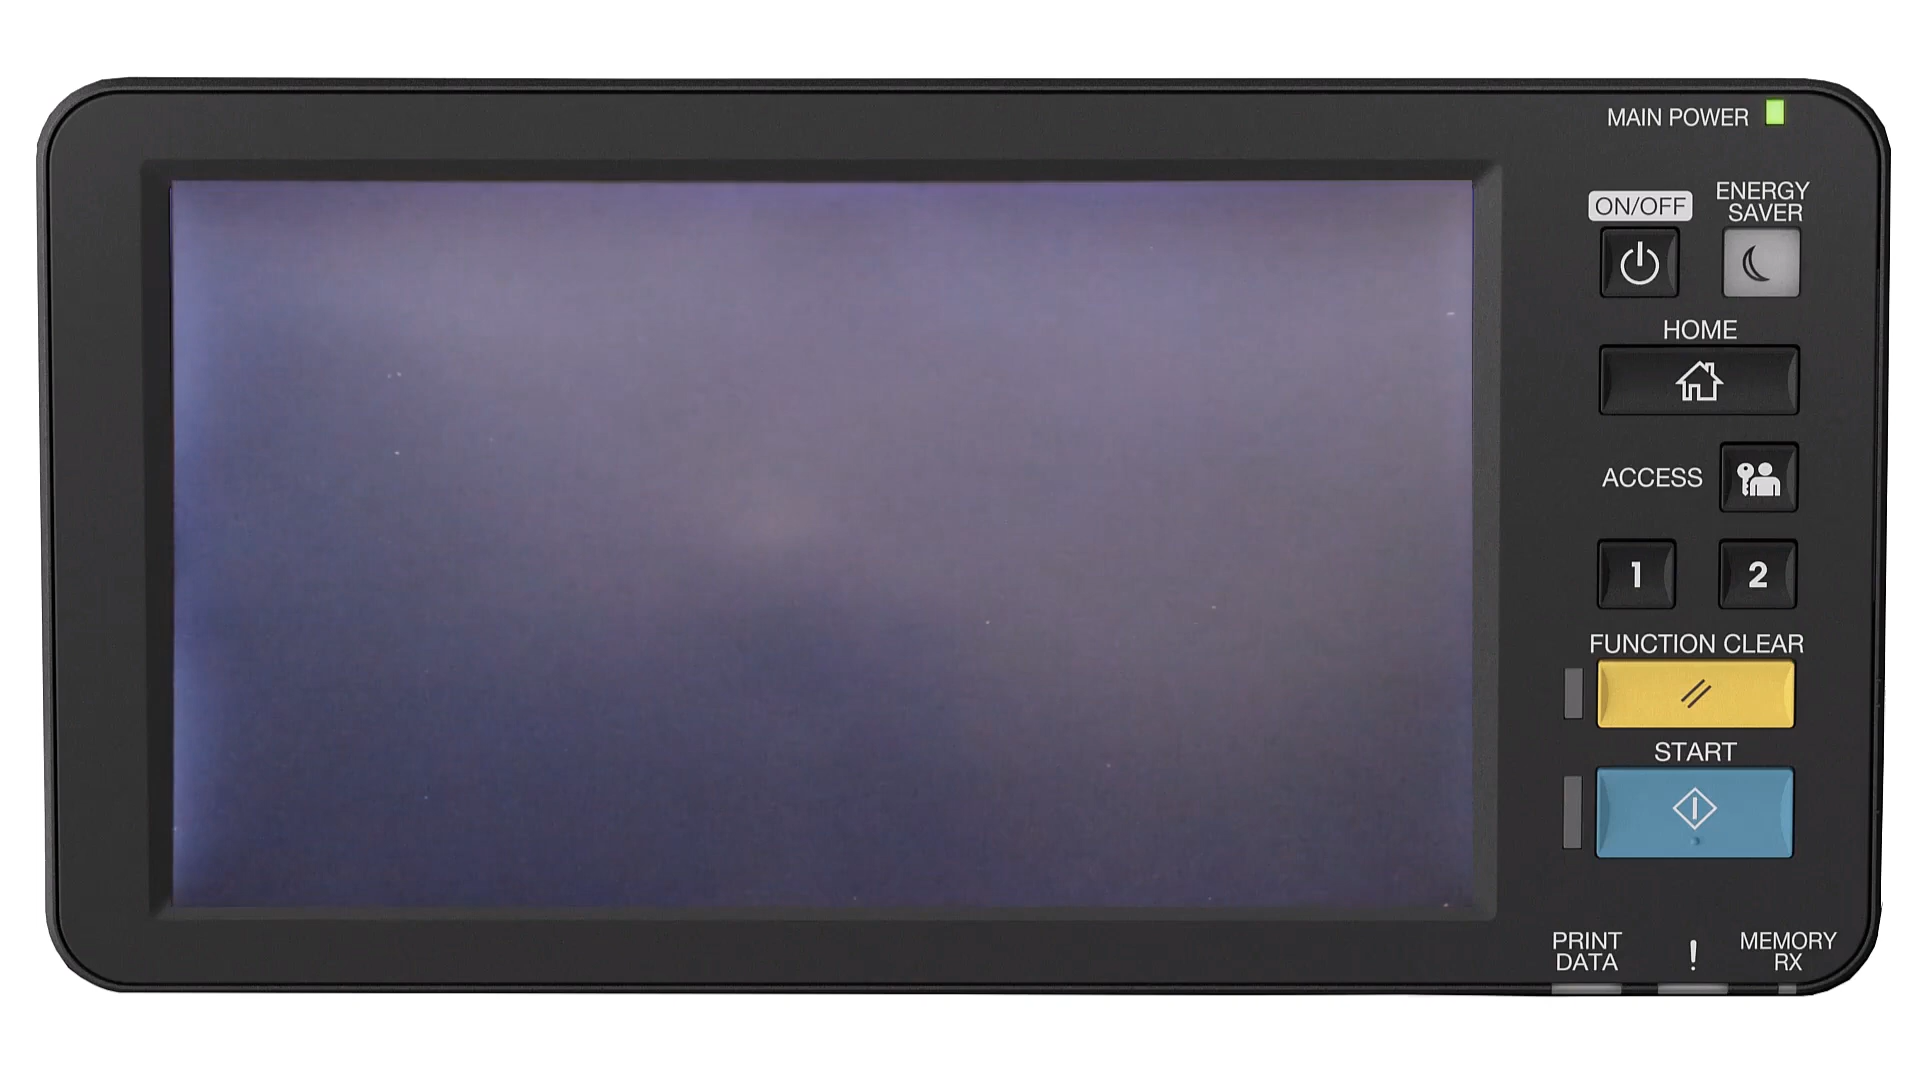 MAIN POWER
ON/OFF
ENERGY
SAVER
HOME
ACCESS
1
2
FUNCTION CLEAR
START
PRINT
DATA
!
MEMORY
RX